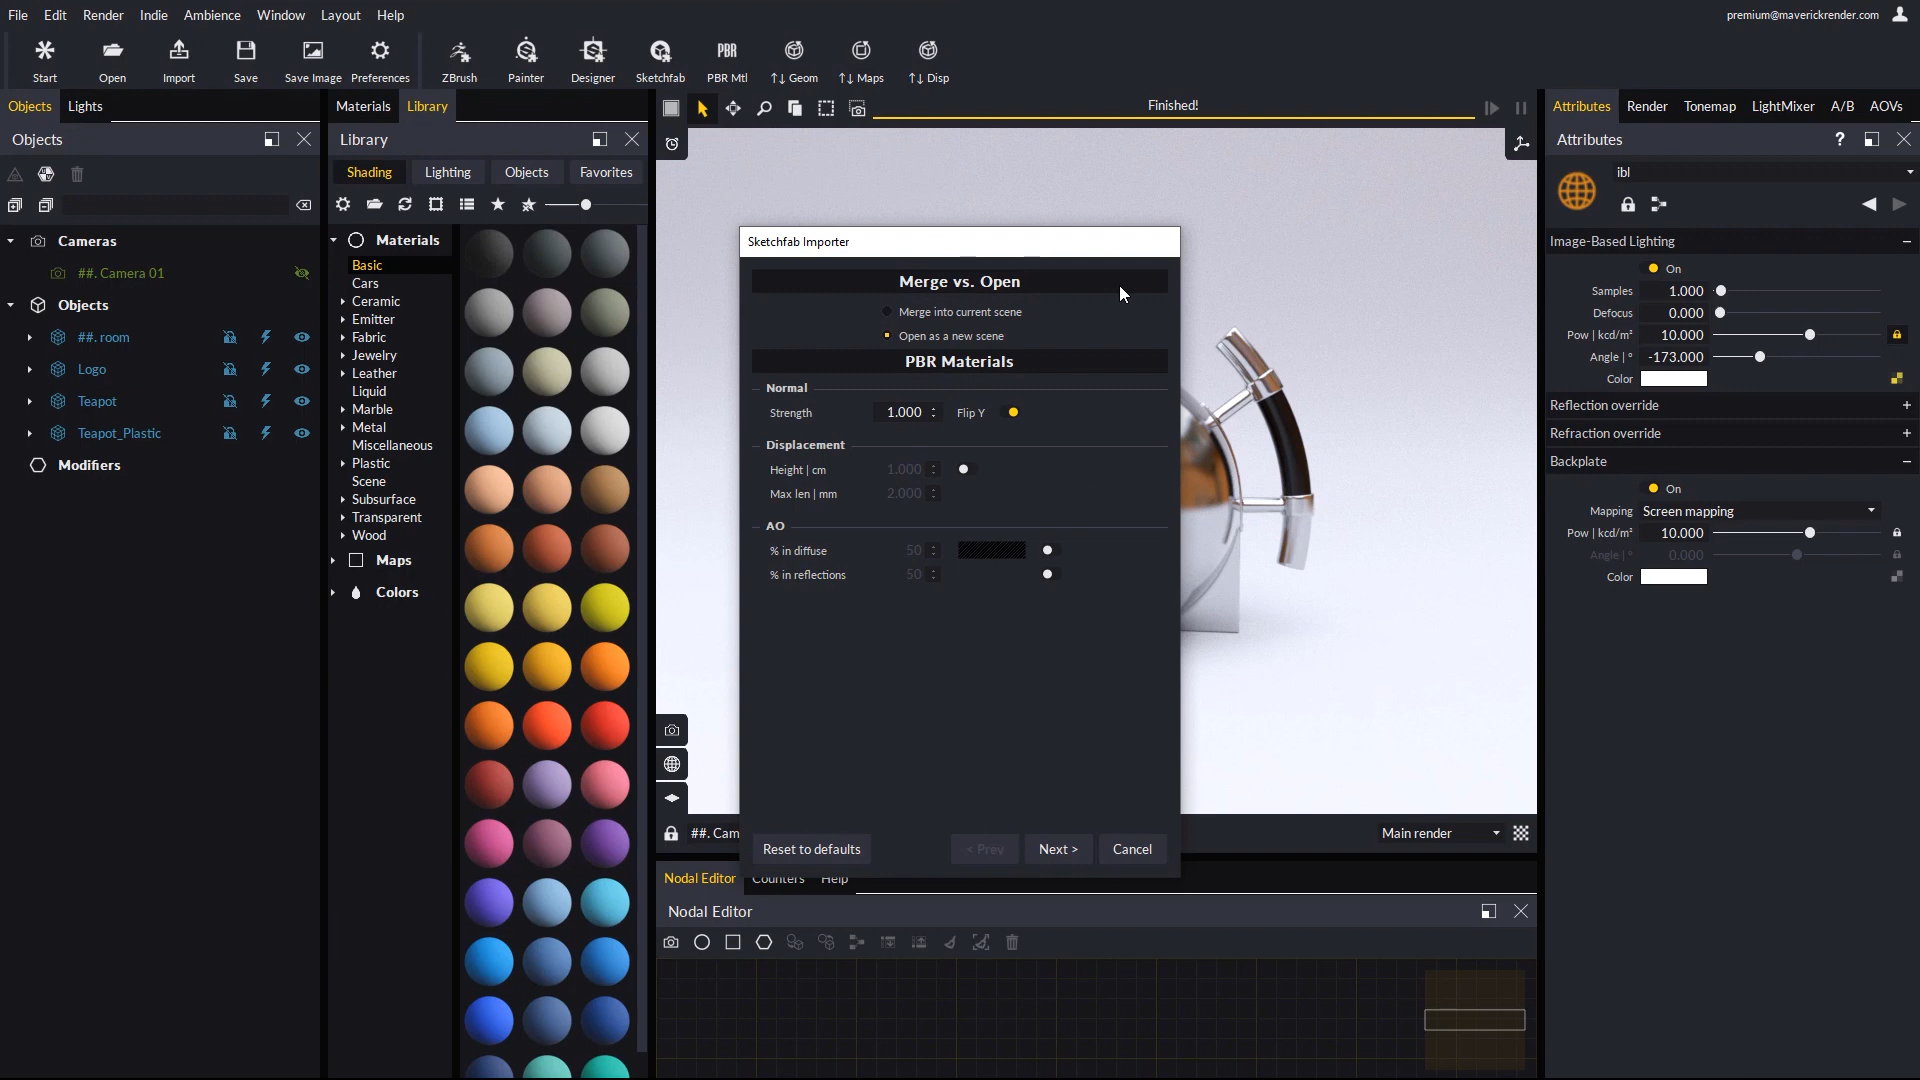 File Edit Render Indie Ambience Window Layout Help
premium@maverickrender.com
Start Open Import Save Save Image Preferences ZBrush Painter Designer Sketchfab PBR Mtl ↑↓ Geom ↑↓ Maps ↑↓ Disp
PBR
Objects Lights
Objects
Cameras
##. Camera 01
Objects
##. room
Logo
Teapot
Teapot_Plastic
Modifiers
Materials Library
Library
Shading Lighting Objects Favorites
Materials
Basic
Cars
Ceramic
Emitter
Fabric
Jewelry
Leather
Liquid
Marble
Metal
Miscellaneous
Plastic
Scene
Subsurface
Transparent
Wood
Maps
Colors
Finished!
Sketchfab Importer
Merge vs. Open
Merge into current scene
Open as a new scene
PBR Materials
Normal
Strength 1.000 Flip Y
Displacement
Height | cm 1.000
Max len | mm 2.000
AO
% in diffuse 50
% in reflections 50
Reset to defaults < Prev Next > Cancel
##. Cam
Main render
Nodal Editor Counters Help
Nodal Editor
Attributes Render Tonemap LightMixer A/B AOVs
Attributes ?
ibl
Image-Based Lighting
On
Samples 1.000
Defocus 0.000
Pow | kcd/m² 10.000
Angle | ° -173.000
Color
Reflection override
Refraction override
Backplate
On
Mapping Screen mapping
Pow | kcd/m² 10.000
Angle | ° 0.000
Color